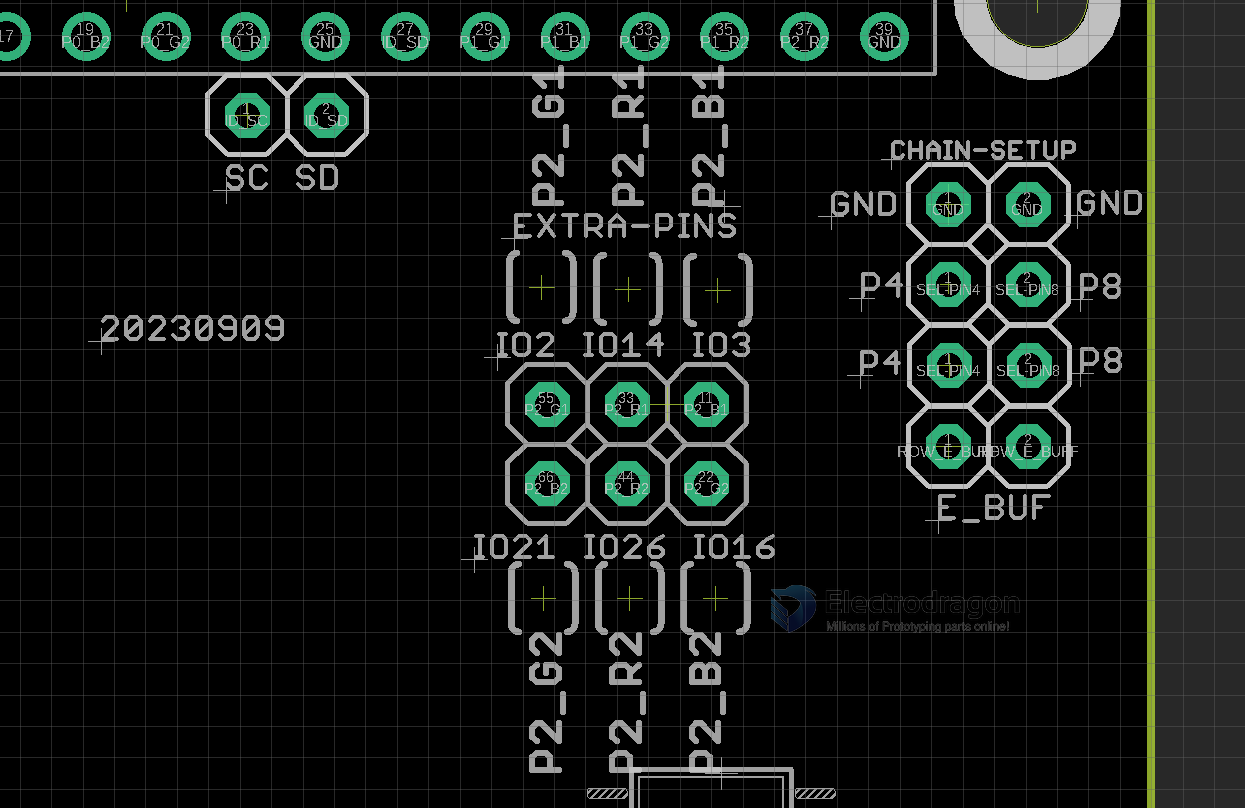 17 19 21 23 25 27 29 31 33 35 37 39
P0_B2 P0_G2 P0_R1 GND ID_SD P1_G1 P1_B1 P1_G2 P1_R2 P2_R2 GND
P2_G1 P2_R1 P2_B1
1 2
ID_SC ID_SD
SC SD
CHAIN-SETUP
GND 1 2 GND
GND GND
EXTRA-PINS
P4 1 2 P8
SEL-PIN4 SEL-PIN8
20230909
IO2 IO14 IO3
P4 1 2 P8
SEL-PIN4 SEL-PIN8
55 33 11
P2_G1 P2_R1 P2_B1
1 2
ROW_E_BUFF ROW_E_BUFF
66 44 22
P2_B2 P2_R2 P2_G2
E_BUF
IO21 IO26 IO16
Electrodragon
Millions of Prototyping parts online!
P2_G2 P2_R2 P2_B2